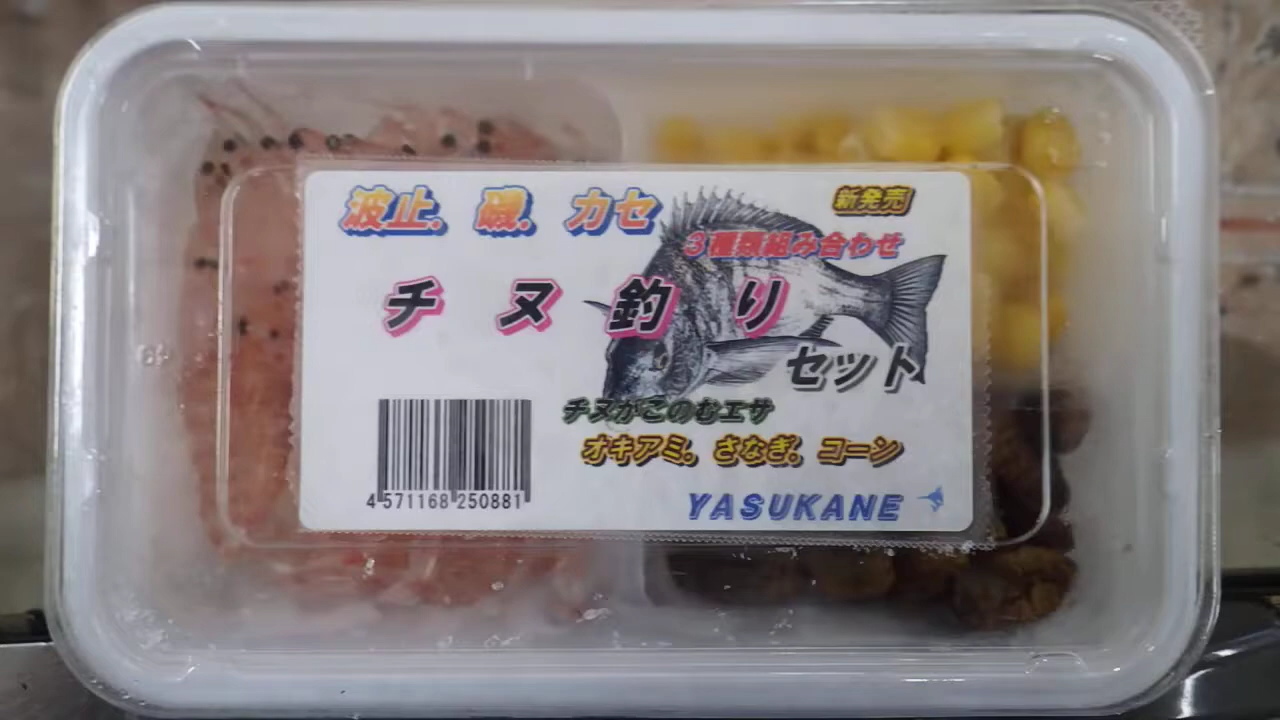 波止. 磯. カセ
新発売
3種類組み合わせ
チヌ釣り
セット
チヌがこのむエサ
オキアミ. さなぎ. コーン
4 571168 250881
YASUKANE